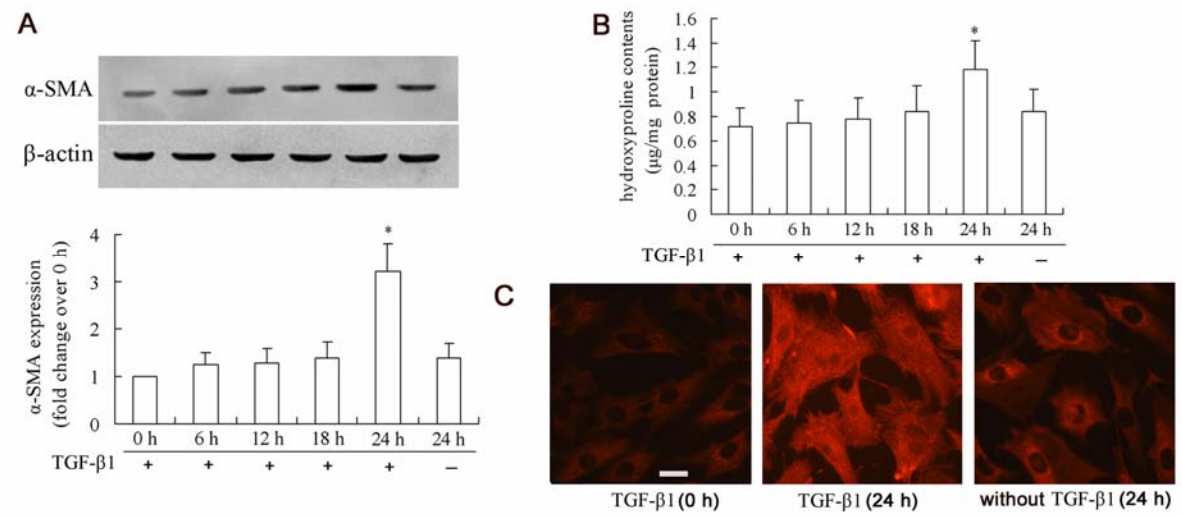 A
α-SMA
β-actin
α-SMA expression
(fold change over 0 h)
4
3
2
1
0
*
0 h 6 h 12 h 18 h 24 h 24 h
TGF-β1 + + + + + −
B
hydroxyproline contents
(μg/mg protein)
1.6
1.4
1.2
1
0.8
0.6
0.4
0.2
0
*
0 h 6 h 12 h 18 h 24 h 24 h
TGF-β1 + + + + + −
C
TGF-β1 (0 h) TGF-β1 (24 h) without TGF-β1 (24 h)